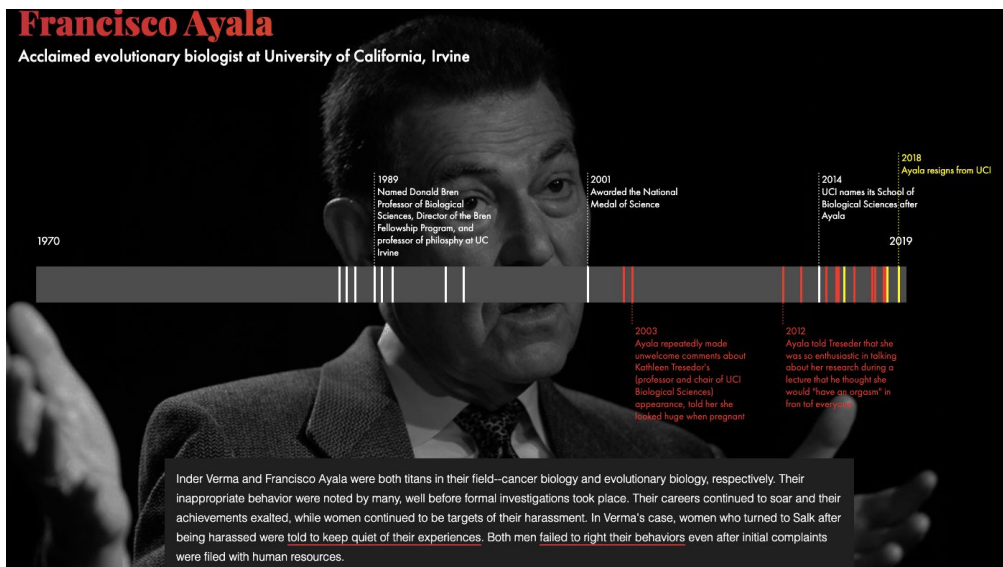 Francisco Ayala
Acclaimed evolutionary biologist at University of California, Irvine
1970
1989
Named Donald Bren
Professor of Biological
Sciences, Director of the Bren
Fellowship Program, and
professor of philosphy at UC
Irvine
2001
Awarded the National
Medal of Science
2014
UCI names its School of
Biological Sciences after
Ayala
2018
Ayala resigns from UCI
2019
2003
Ayala repeatedly made
unwelcome comments about
Kathleen Tresedor's
(professor and chair of UCI
Biological Sciences)
appearance, told her she
looked huge when pregnant
2012
Ayala told Treseder that she
was so enthusiastic in talking
about her research during a
lecture that he thought she
would "have an orgasm" in
fron tof everyone
Inder Verma and Francisco Ayala were both titans in their field--cancer biology and evolutionary biology, respectively. Their
inappropriate behavior were noted by many, well before formal investigations took place. Their careers continued to soar and their
achievements exalted, while women continued to be targets of their harassment. In Verma's case, women who turned to Salk after
being harassed were told to keep quiet of their experiences. Both men failed to right their behaviors even after initial complaints
were filed with human resources.